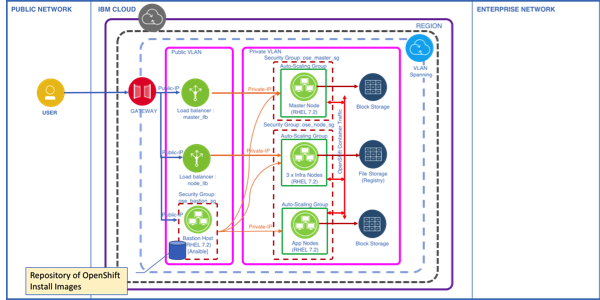 PUBLIC NETWORK
IBM CLOUD
ENTERPRISE NETWORK
REGION
Public VLAN
Private VLAN
Security Group: ose_master_sg
Auto-Scaling Group
VLAN
Spanning
Public-IP
Private-IP
USER
GATEWAY
Load balancer :
master_lb
Master Node
(RHEL 7.2)
Block Storage
Security Group: ose_node_sg
Auto-Scaling Group
OpenShift Container Traffic
Public-IP
Private-IP
Load balancer :
node_lb
3 x Infra Nodes
(RHEL 7.2)
File Storage
(Registry)
Security Group:
ose_bastion_sg
Auto-Scaling Group
Public-IP
Private-IP
Bastion Host
(RHEL 7.2)
(Ansible)
App Nodes
(RHEL 7.2)
Block Storage
Repository of OpenShift
Install Images